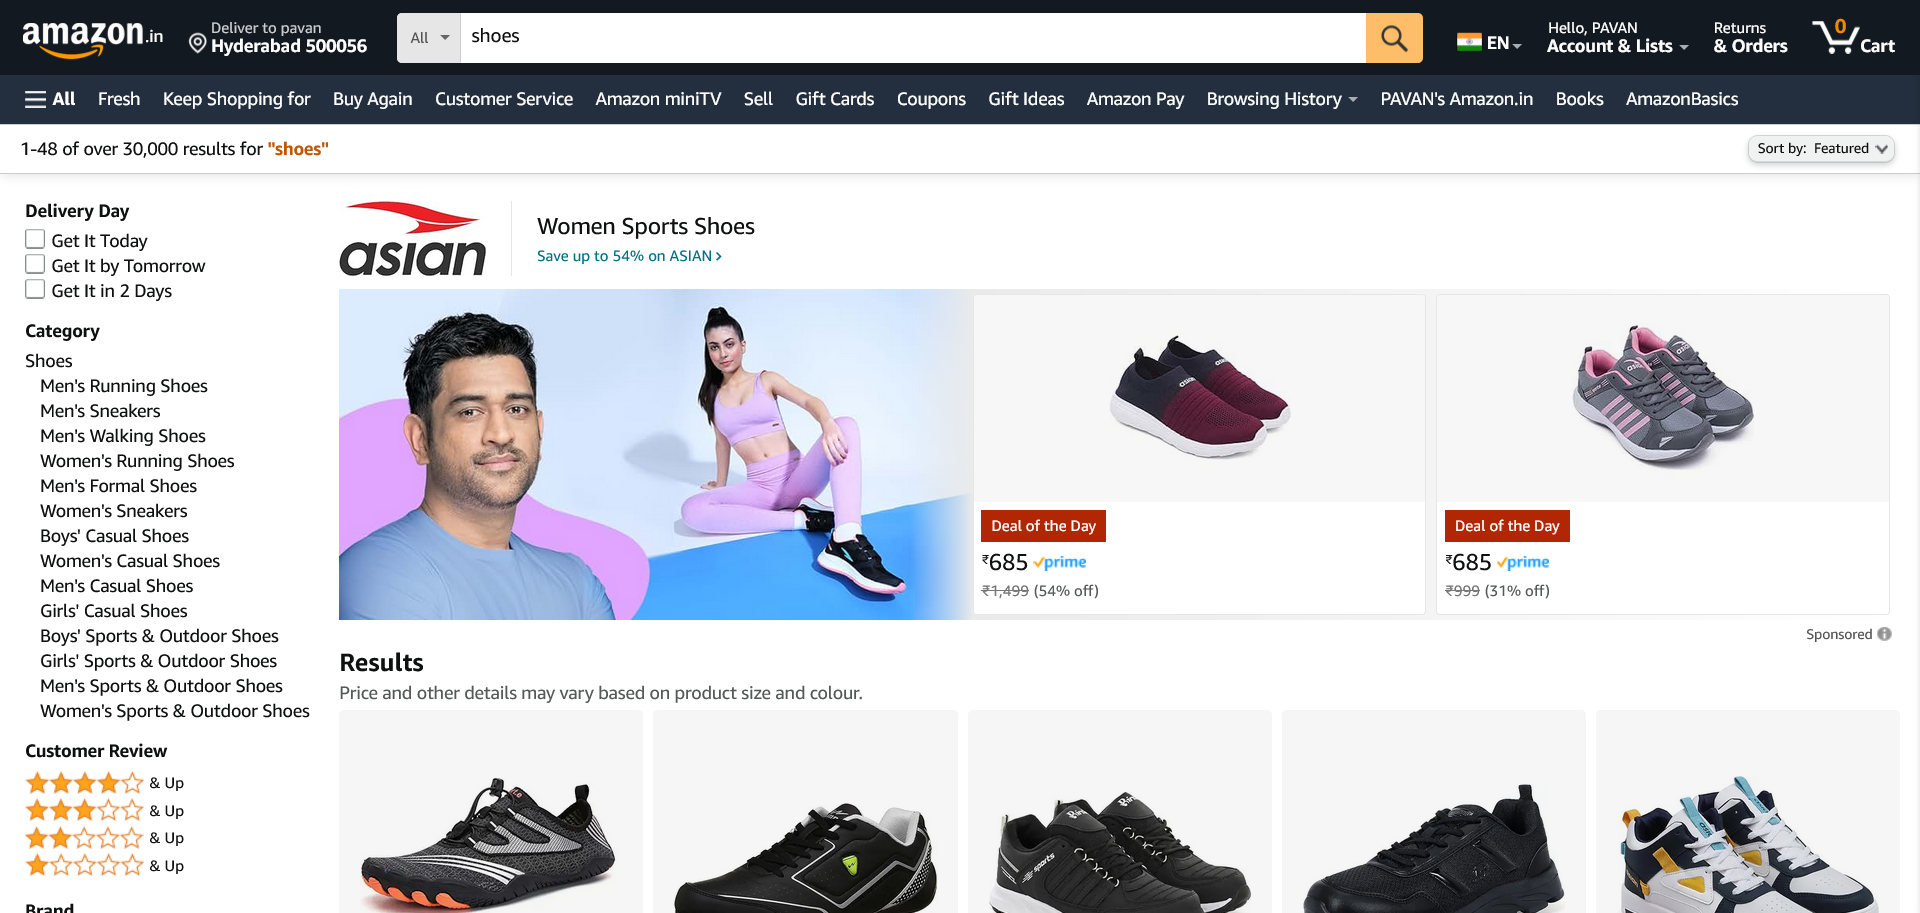 amazon.in
Deliver to pavan
Hyderabad 500056
All
shoes
EN
Hello, PAVAN
Account & Lists
Returns
& Orders
0
Cart
All
Fresh
Keep Shopping for
Buy Again
Customer Service
Amazon miniTV
Sell
Gift Cards
Coupons
Gift Ideas
Amazon Pay
Browsing History
PAVAN's Amazon.in
Books
AmazonBasics
1-48 of over 30,000 results for "shoes"
Sort by: Featured
Delivery Day
Get It Today
Get It by Tomorrow
Get It in 2 Days
Category
Shoes
Men's Running Shoes
Men's Sneakers
Men's Walking Shoes
Women's Running Shoes
Men's Formal Shoes
Women's Sneakers
Boys' Casual Shoes
Women's Casual Shoes
Men's Casual Shoes
Girls' Casual Shoes
Boys' Sports & Outdoor Shoes
Girls' Sports & Outdoor Shoes
Men's Sports & Outdoor Shoes
Women's Sports & Outdoor Shoes
Customer Review
& Up
& Up
& Up
& Up
Brand
asian
Women Sports Shoes
Save up to 54% on ASIAN
Deal of the Day
₹685 prime
₹1,499 (54% off)
Deal of the Day
₹685 prime
₹999 (31% off)
Sponsored
Results
Price and other details may vary based on product size and colour.
sports